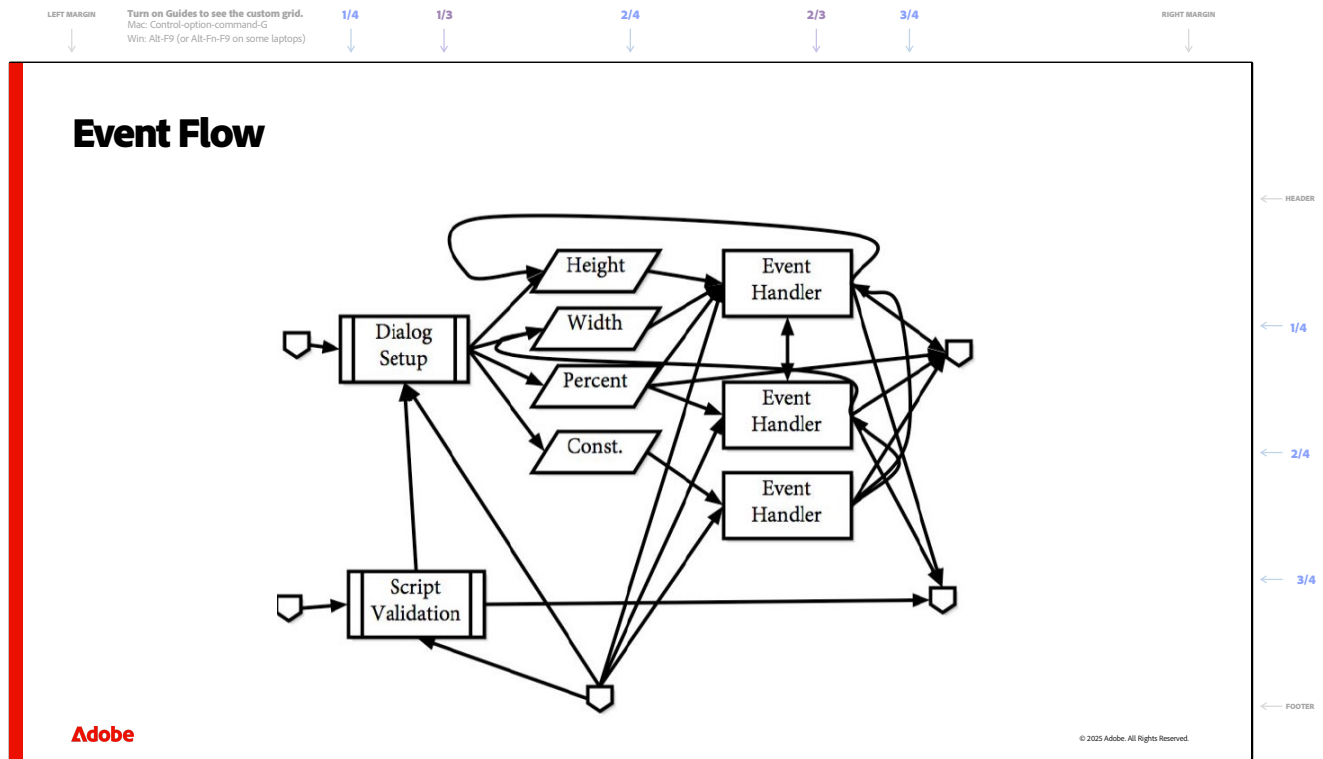 LEFT MARGIN
Turn on Guides to see the custom grid.
Mac: Control-option-command-G
Win: Alt-F9 (or Alt-Fn-F9 on some laptops)
1/4
1/3
2/4
2/3
3/4
RIGHT MARGIN
Event Flow
HEADER
Height
Event
Handler
Width
Dialog
Setup
1/4
Percent
Event
Handler
Const.
2/4
Event
Handler
3/4
Script
Validation
FOOTER
Adobe
© 2025 Adobe. All Rights Reserved.